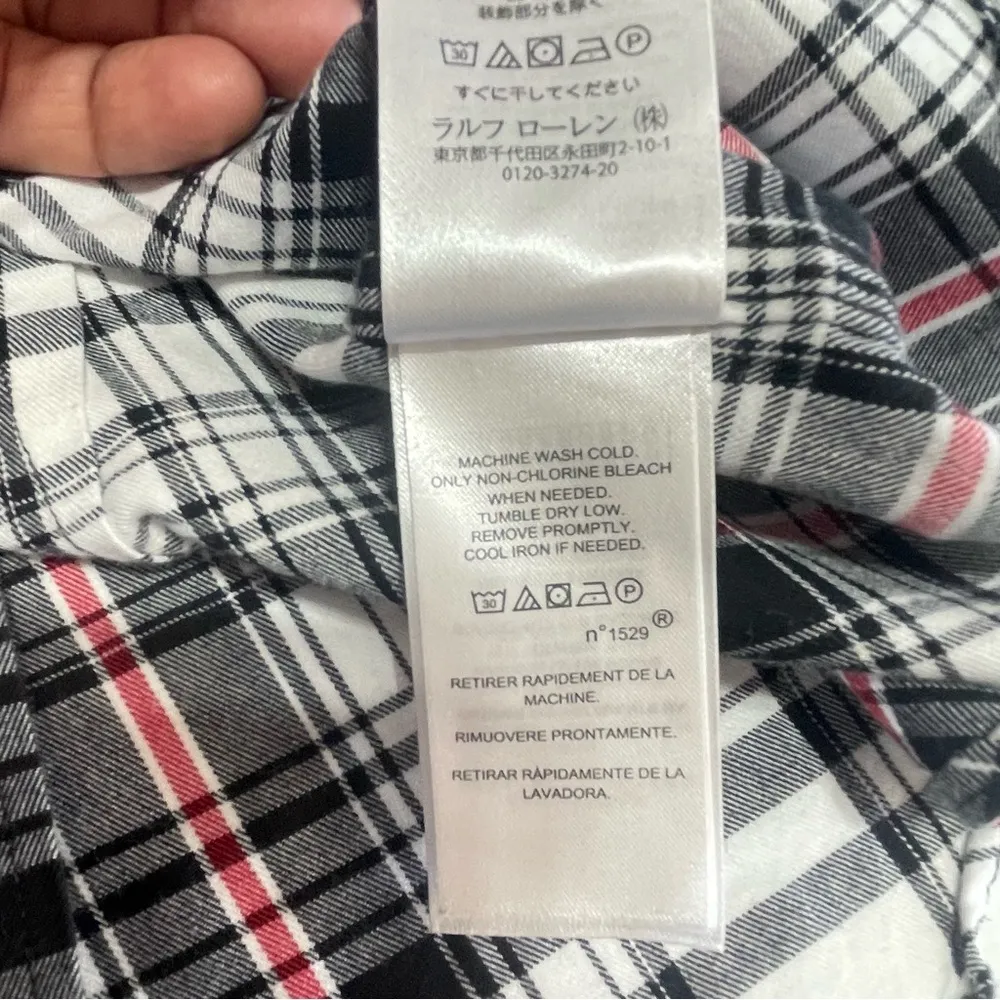 装飾部分を除く
30 P
すぐに干してください
ラルフ ローレン (株)
東京都千代田区永田町2-10-1
0120-3274-20
MACHINE WASH COLD.
ONLY NON-CHLORINE BLEACH
WHEN NEEDED.
TUMBLE DRY LOW.
REMOVE PROMPTLY.
COOL IRON IF NEEDED.
30 P
n°1529 ®
RETIRER RAPIDEMENT DE LA
MACHINE.
RIMUOVERE PRONTAMENTE.
RETIRAR RÁPIDAMENTE DE LA
LAVADORA.